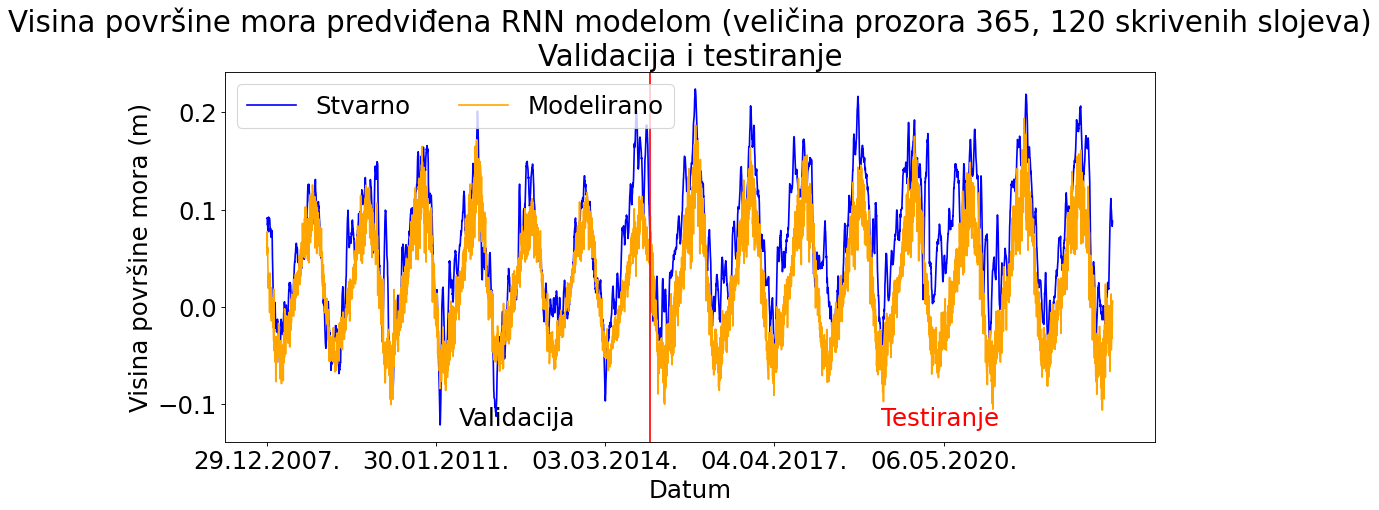 Visina površine mora predviđena RNN modelom (veličina prozora 365, 120 skrivenih slojeva)
Validacija i testiranje
Stvarno
Modelirano
Visina površine mora (m)
0.2
0.1
0.0
−0.1
Validacija
Testiranje
29.12.2007.
30.01.2011.
03.03.2014.
04.04.2017.
06.05.2020.
Datum